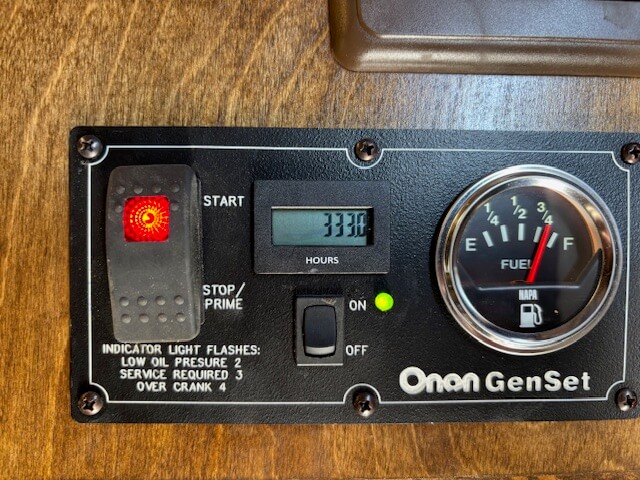 START
STOP/
PRIME
INDICATOR LIGHT FLASHES:
LOW OIL PRESURE 2
SERVICE REQUIRED 3
OVER CRANK 4
333.0
HOURS
ON
OFF
E 1/4 1/2 3/4 F
FUEL
NAPA
Onan GenSet